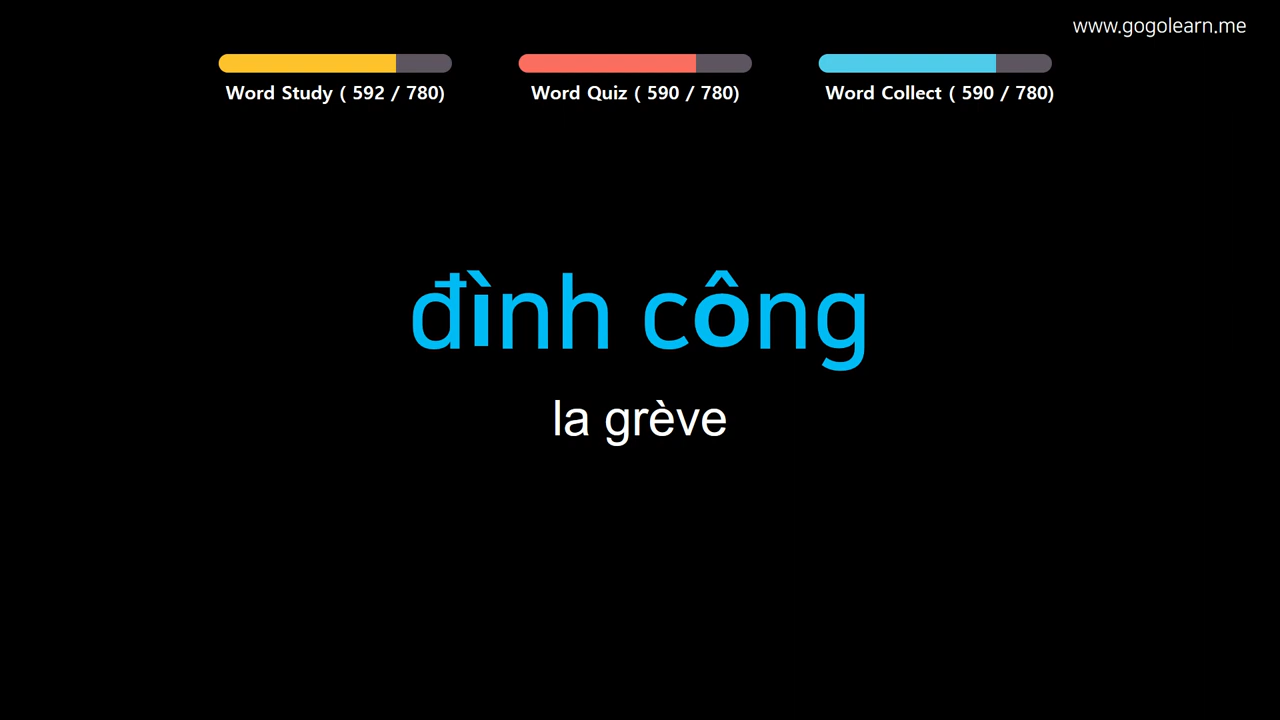 www.gogolearn.me
Word Study ( 592 / 780)
Word Quiz ( 590 / 780)
Word Collect ( 590 / 780)
đình công
la grève